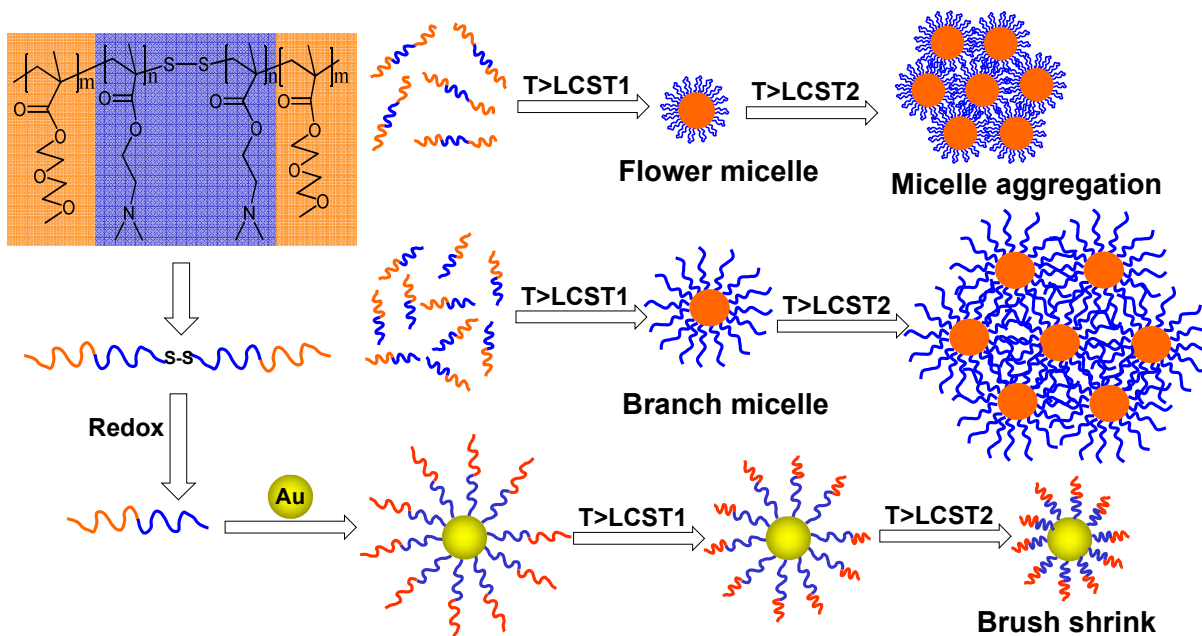 m
n
S
S
n
m
O
O
O
O
O
O
O
O
O
O
O
O
N
N
T>LCST1
T>LCST2
Flower micelle
Micelle aggregation
S-S
T>LCST1
T>LCST2
Branch micelle
Redox
Au
T>LCST1
T>LCST2
Brush shrink